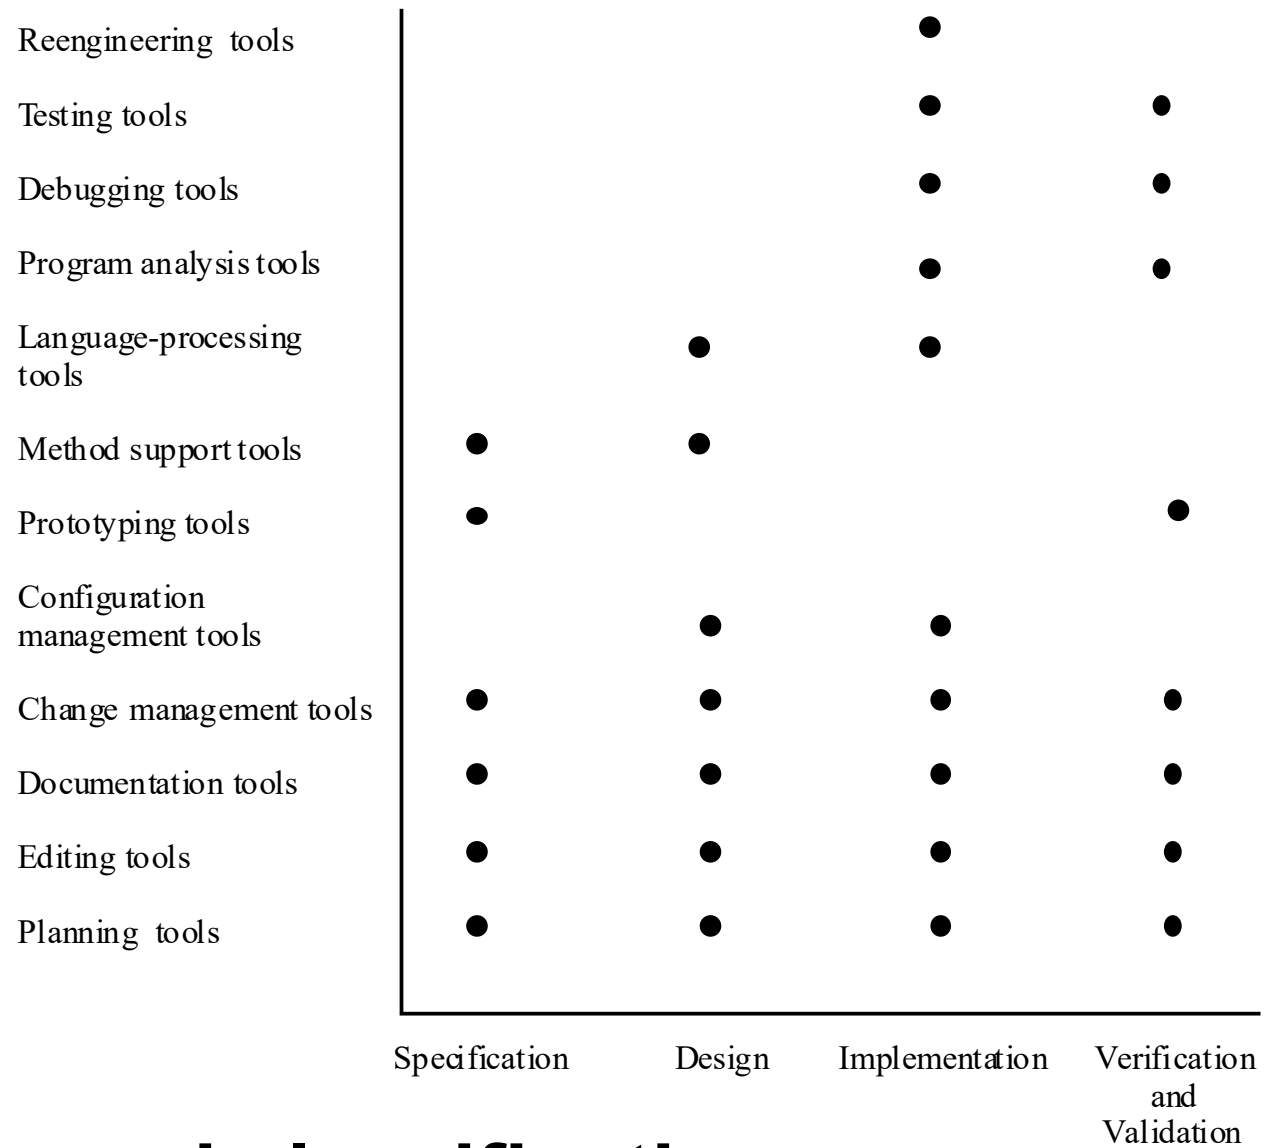 Reengineering tools
Testing tools
Debugging tools
Program analysis tools
Language-processing
tools
Method support tools
Prototyping tools
Configuration
management tools
Change management tools
Documentation tools
Editing tools
Planning tools
Specification
Design
Implementation
Verification
and
Validation